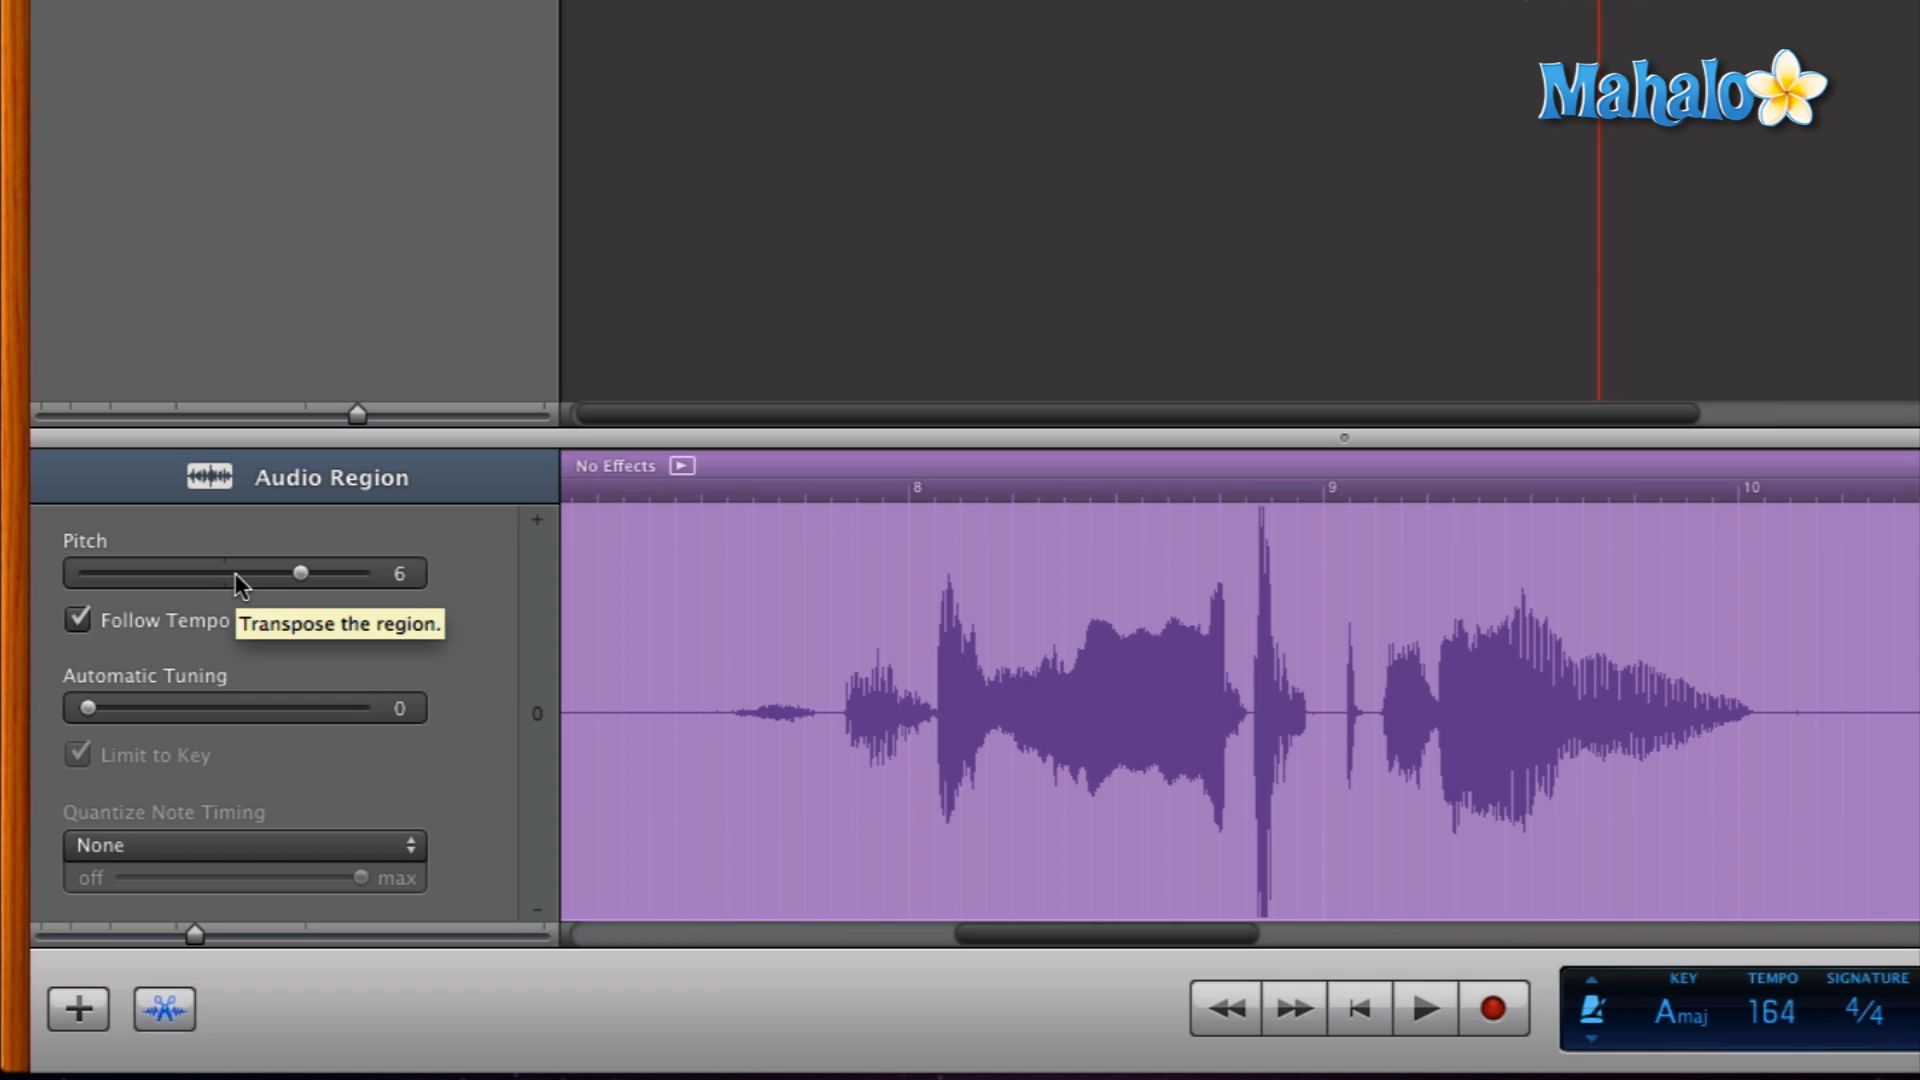 Mahalo
Audio Region
No Effects
8 9 10
Pitch
6
Follow Tempo
Transpose the region.
Automatic Tuning
0
Limit to Key
Quantize Note Timing
None
off max
+
0
-
KEY TEMPO SIGNATURE
Amaj 164 4/4